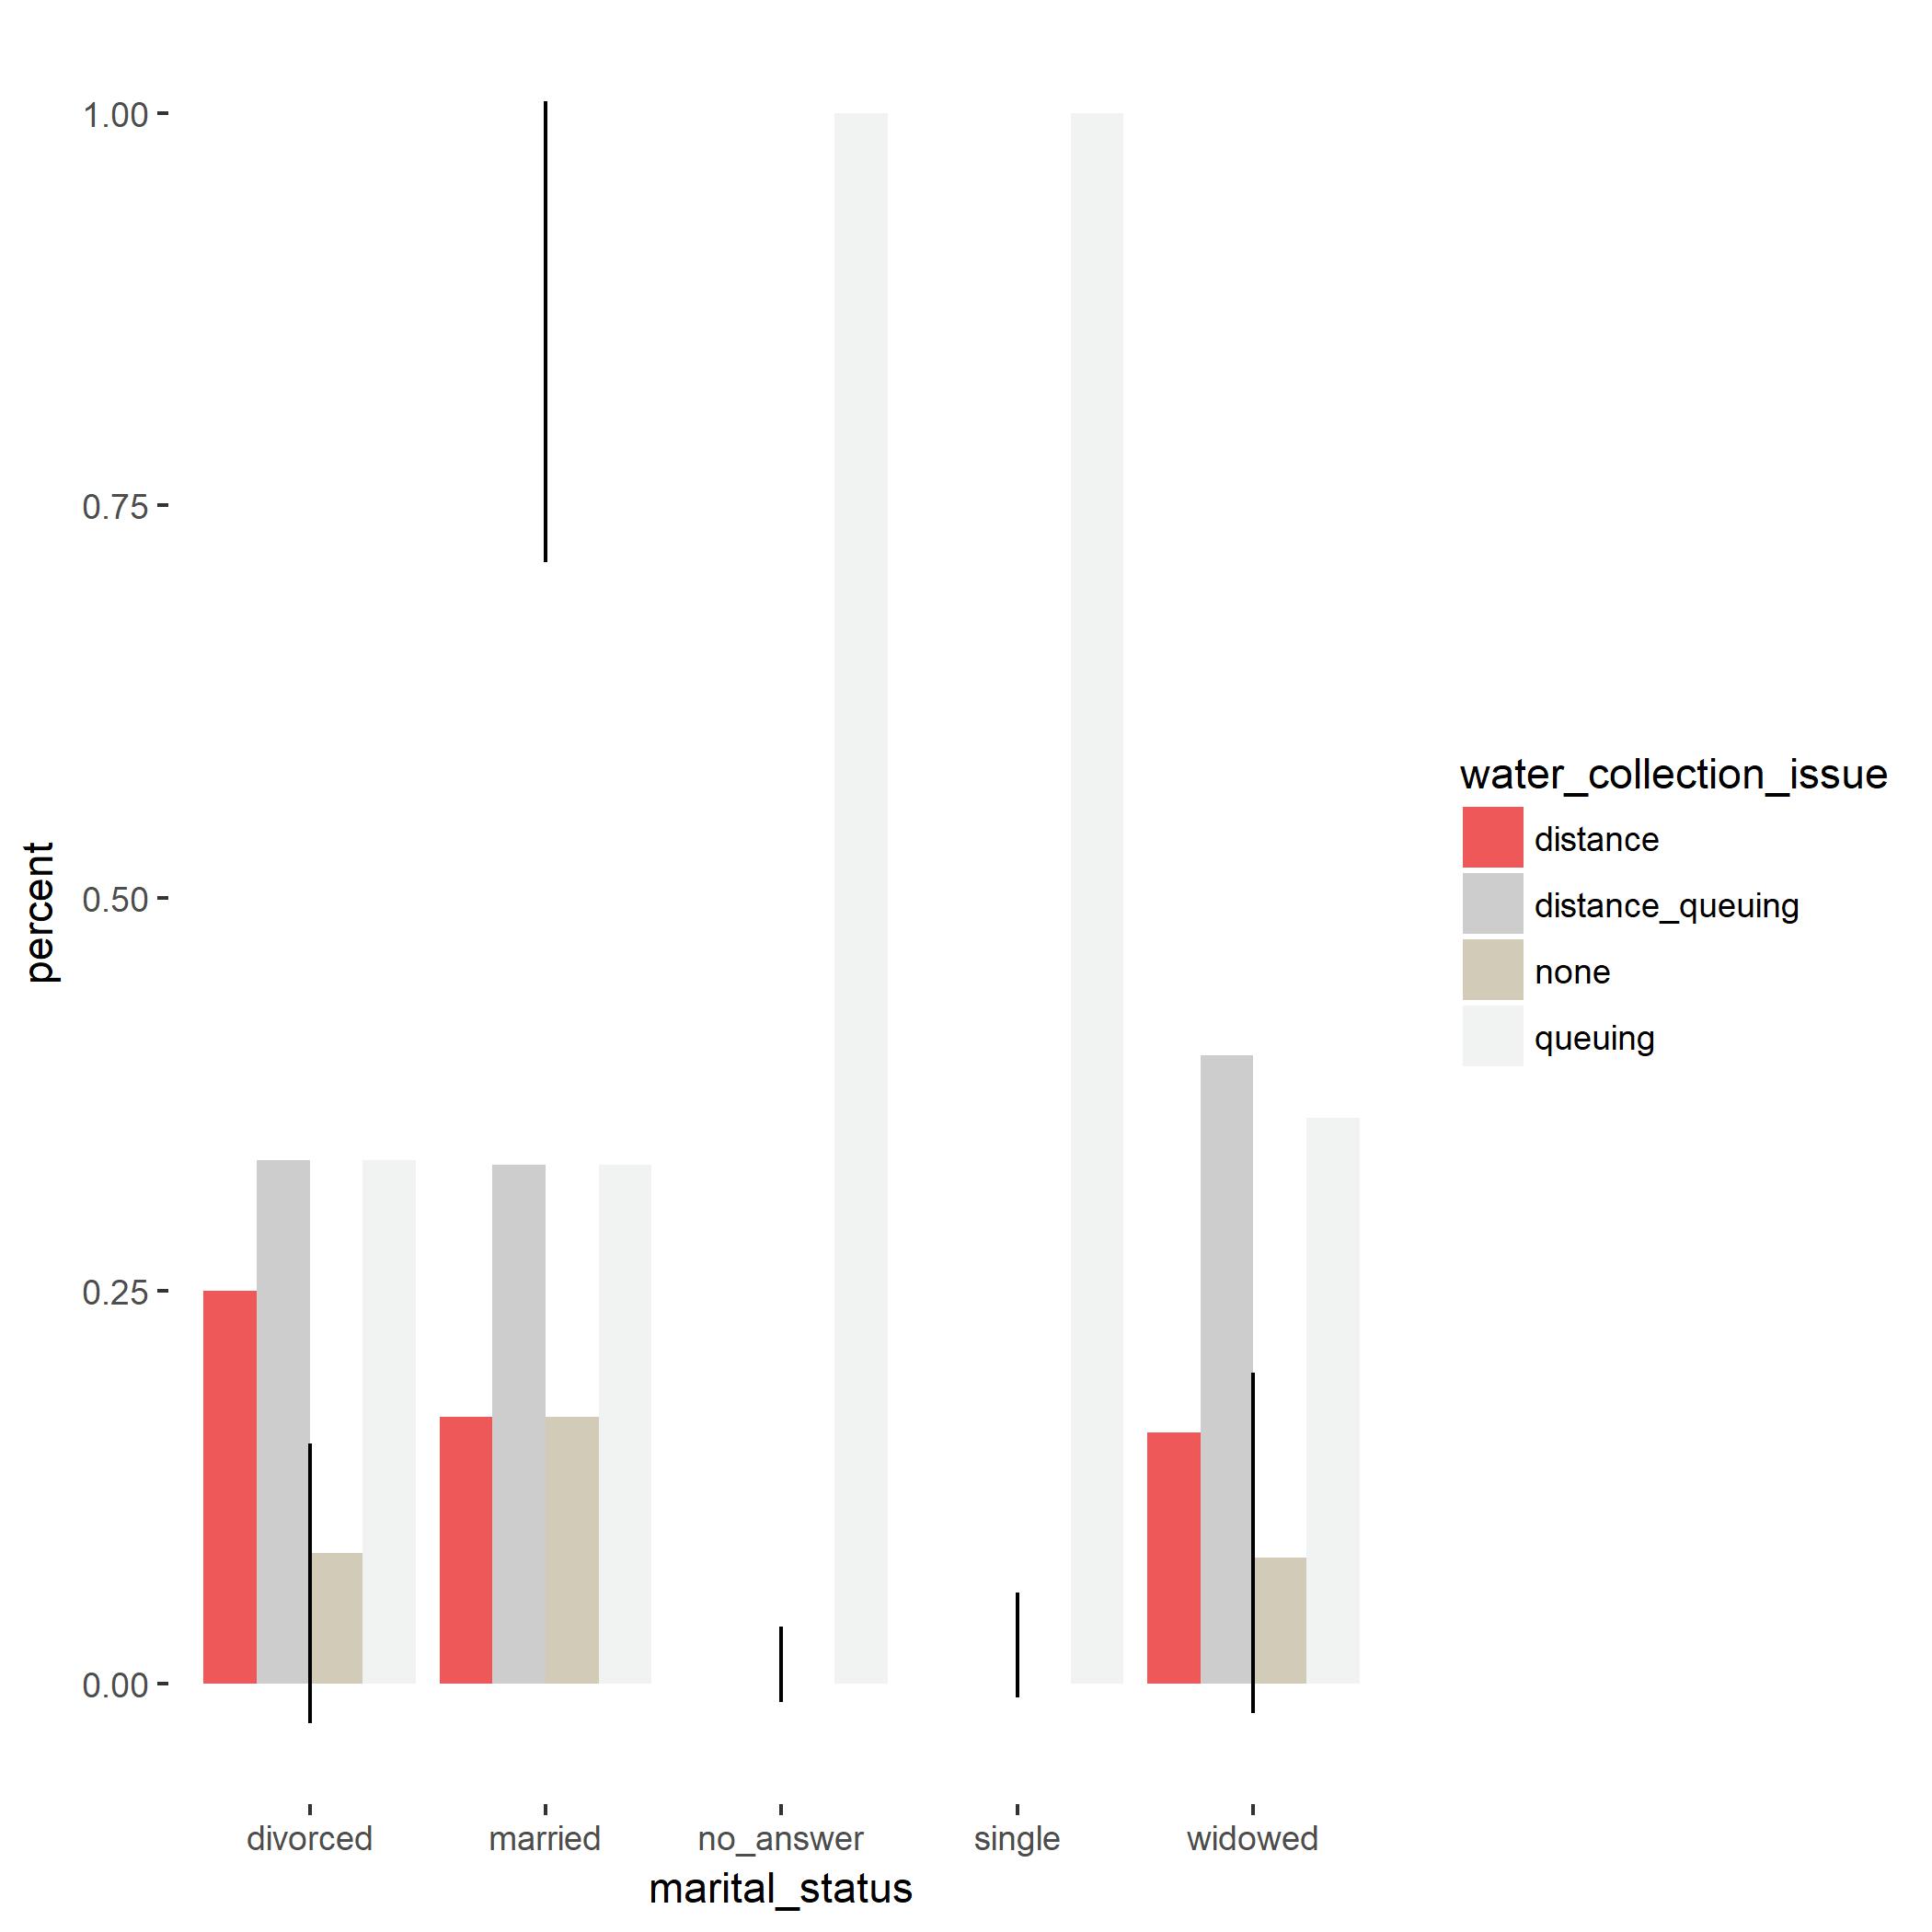 1.00
0.75
0.50
0.25
0.00
percent
divorced married no_answer single widowed
marital_status
water_collection_issue
distance
distance_queuing
none
queuing